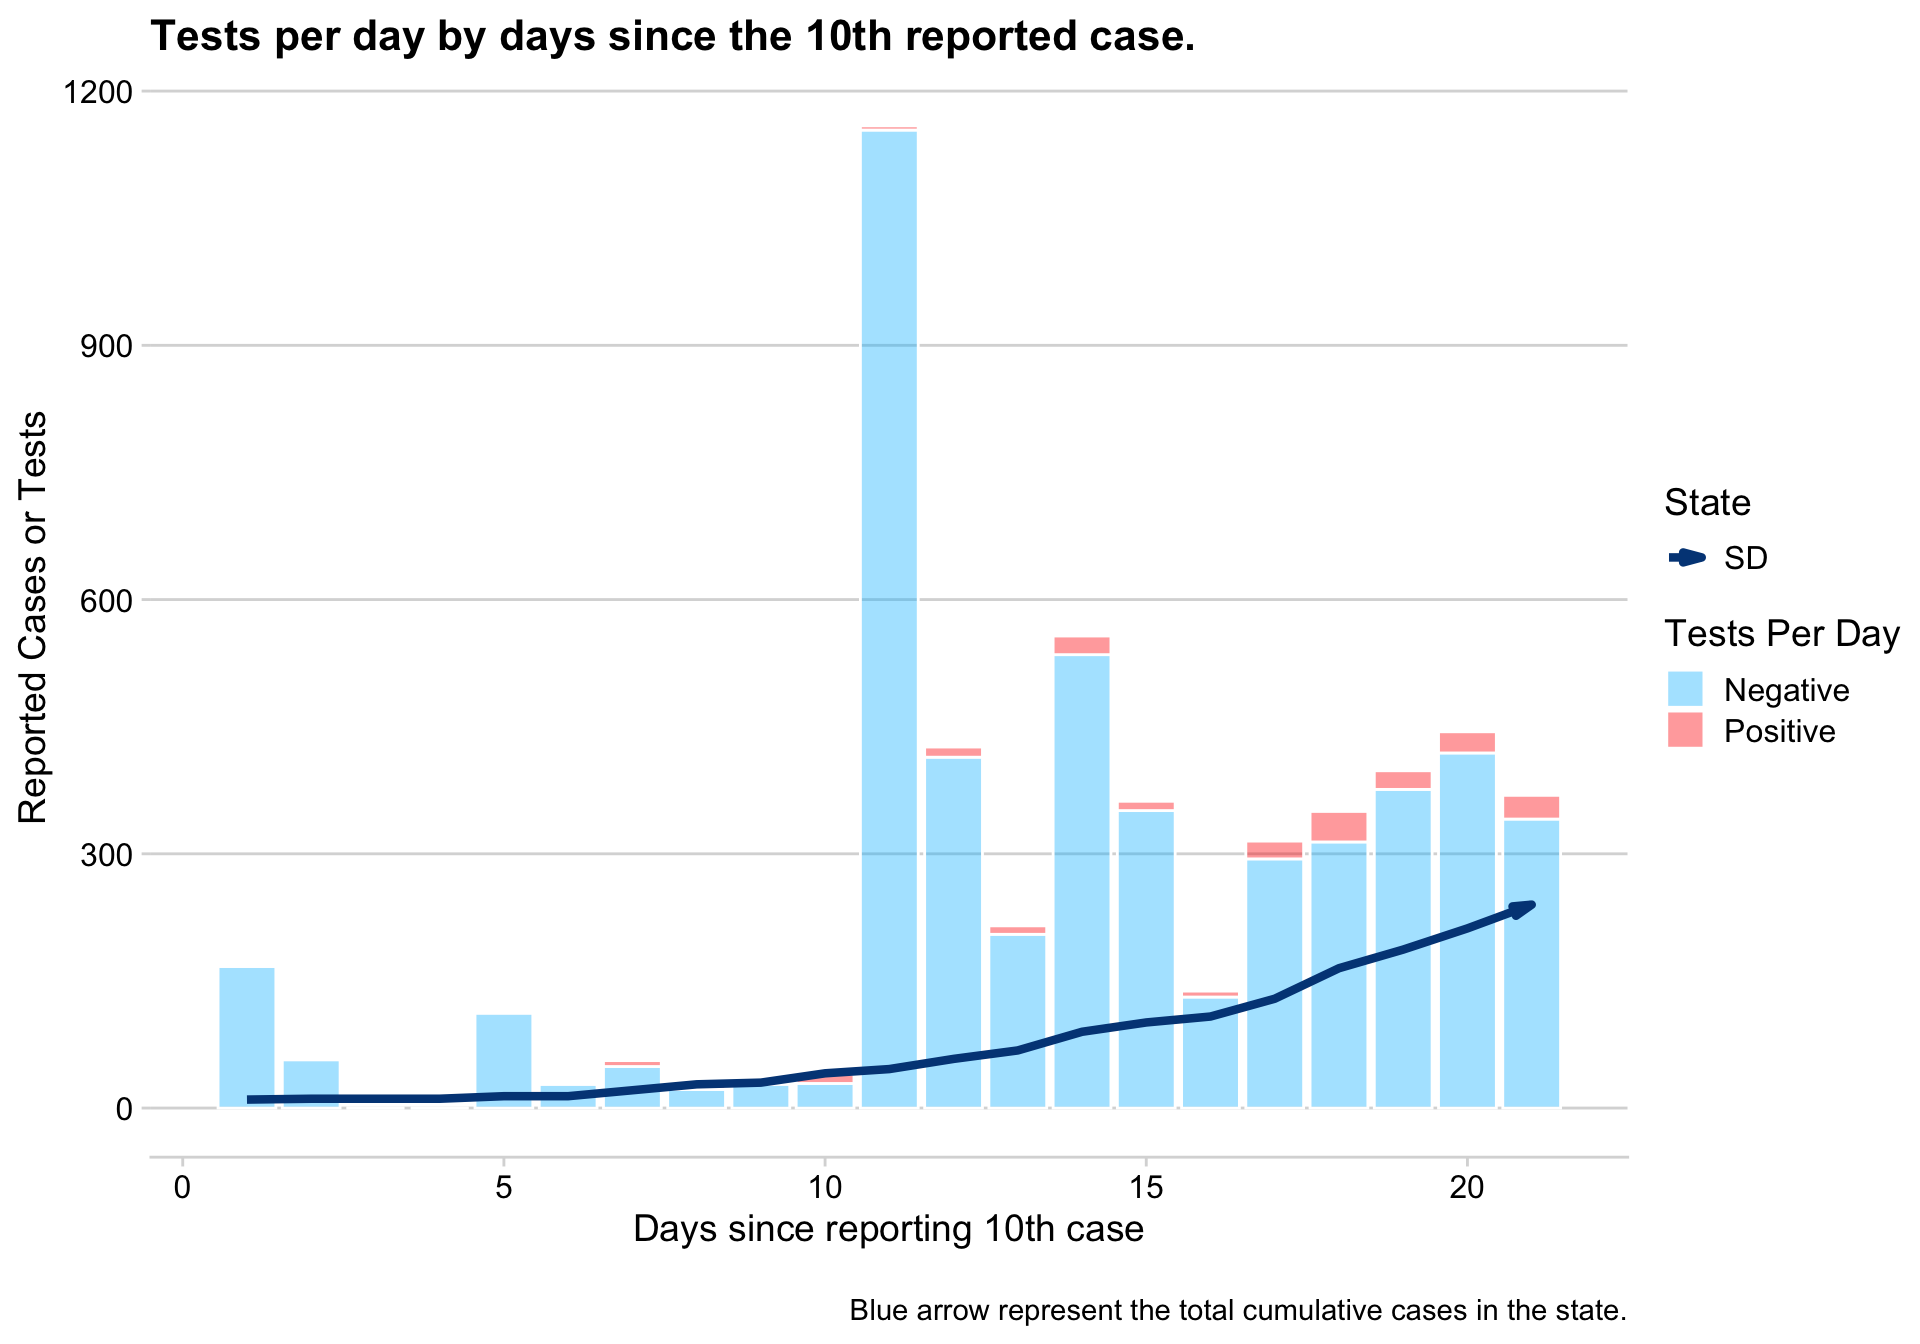 Tests per day by days since the 10th reported case.
1200
900
600
300
0
Reported Cases or Tests
0 5 10 15 20
Days since reporting 10th case
State
SD
Tests Per Day
Negative
Positive
Blue arrow represent the total cumulative cases in the state.